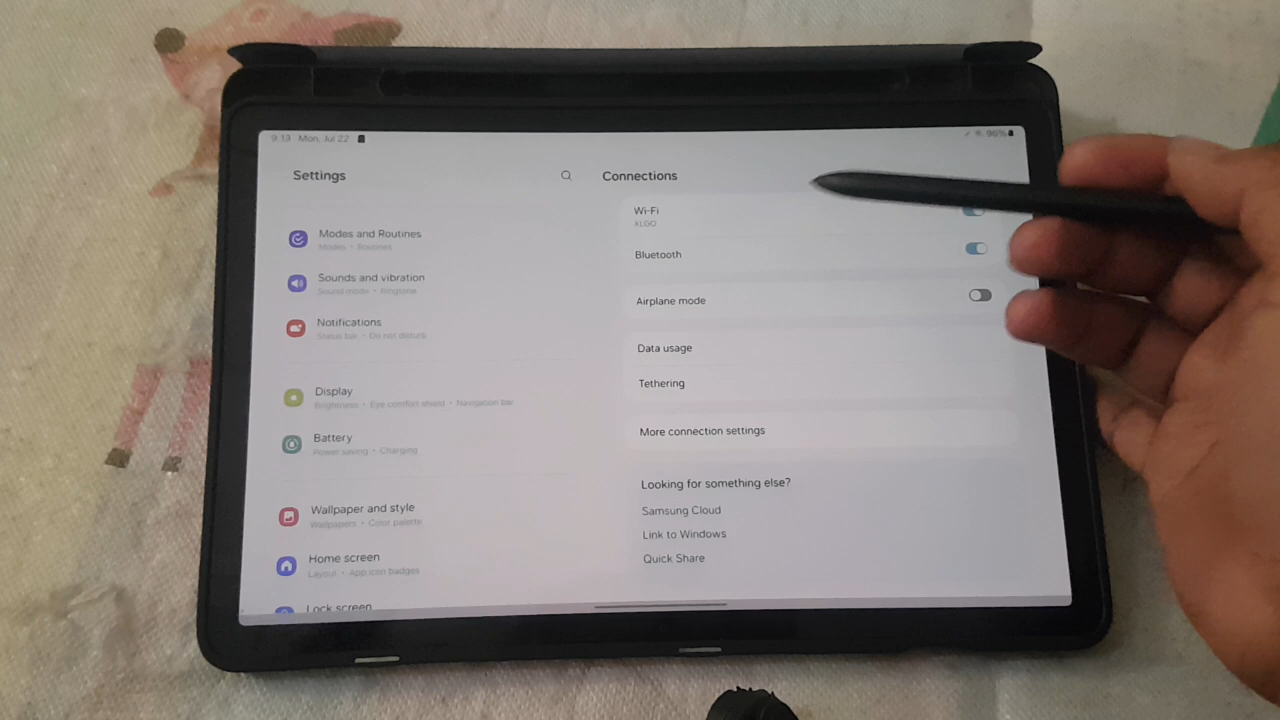 9:13 Mon, Jul 22
96%
Settings
Modes and Routines
Modes • Routines
Sounds and vibration
Sound mode • Ringtone
Notifications
Status bar • Do not disturb
Display
Brightness • Eye comfort shield • Navigation bar
Battery
Power saving • Charging
Wallpaper and style
Wallpapers • Color palette
Home screen
Layout • App icon badges
Lock screen
Connections
Wi-Fi
Bluetooth
Airplane mode
Data usage
Tethering
More connection settings
Looking for something else?
Samsung Cloud
Link to Windows
Quick Share